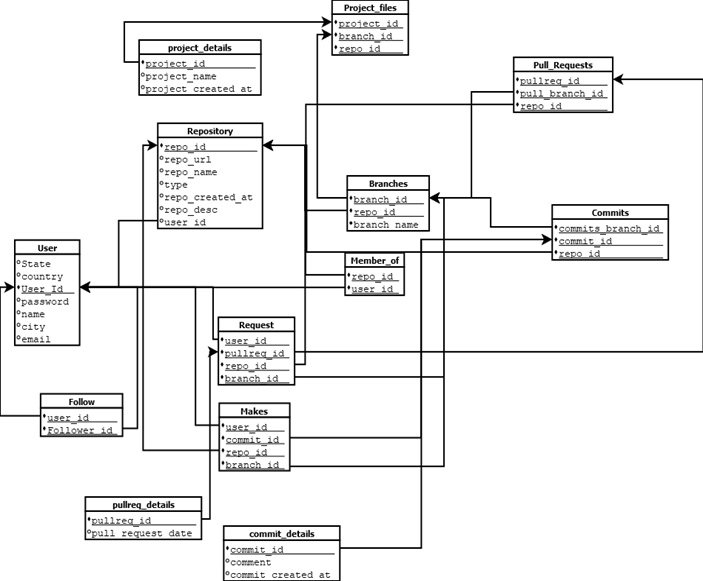 Project_files
project_id
branch_id
repo_id
project_details
project_id
project_name
project_created_at
Pull_Requests
pullreq_id
pull_branch_id
repo_id
Repository
repo_id
repo_url
repo_name
type
repo_created_at
repo_desc
user_id
Branches
branch_id
repo_id
branch_name
Commits
commits_branch_id
commit_id
repo_id
User
State
country
User_Id
password
name
city
email
Member_of
repo_id
user_id
Request
user_id
pullreq_id
repo_id
branch_id
Follow
user_id
Follower_id
Makes
user_id
commit_id
repo_id
branch_id
pullreq_details
pullreq_id
pull_request_date
commit_details
commit_id
comment
commit_created_at